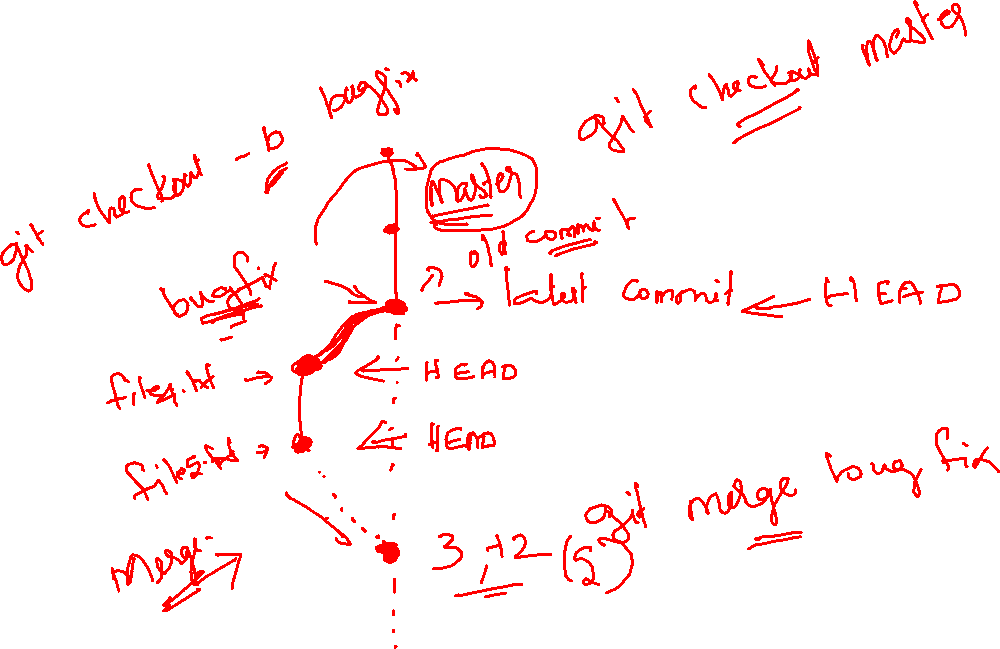 git checkout master
git checkout -b bugfix
Master
old commit
bugfix
latest commit ← HEAD
file4.txt → ← HEAD
file5.txt → ← HEAD
git merge bugfix
3 +2 - (5)
Merge